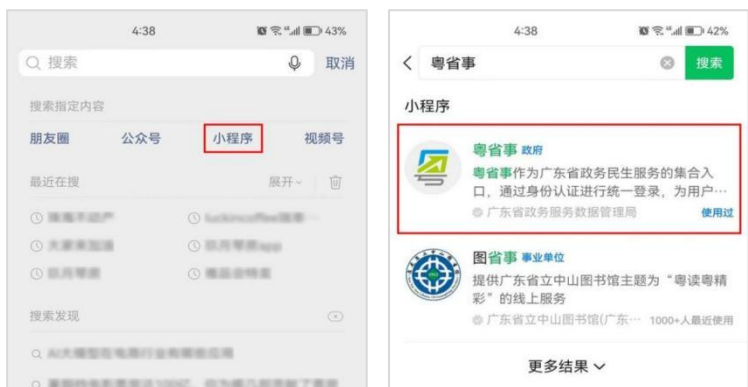 4:38
43%
搜索
取消
搜索指定内容
朋友圈 公众号 小程序 视频号
最近在搜 展开
搜索发现
4:38
42%
粤省事 搜索
小程序
粤省事 政府
粤省事作为广东省政务民生服务的集合入
口，通过身份认证进行统一登录，为用户…
广东省政务服务数据管理局 使用过
图省事 事业单位
提供广东省立中山图书馆主题为“粤读粤精
彩”的线上服务
广东省立中山图书馆(广东… 1000+人最近使用
更多结果